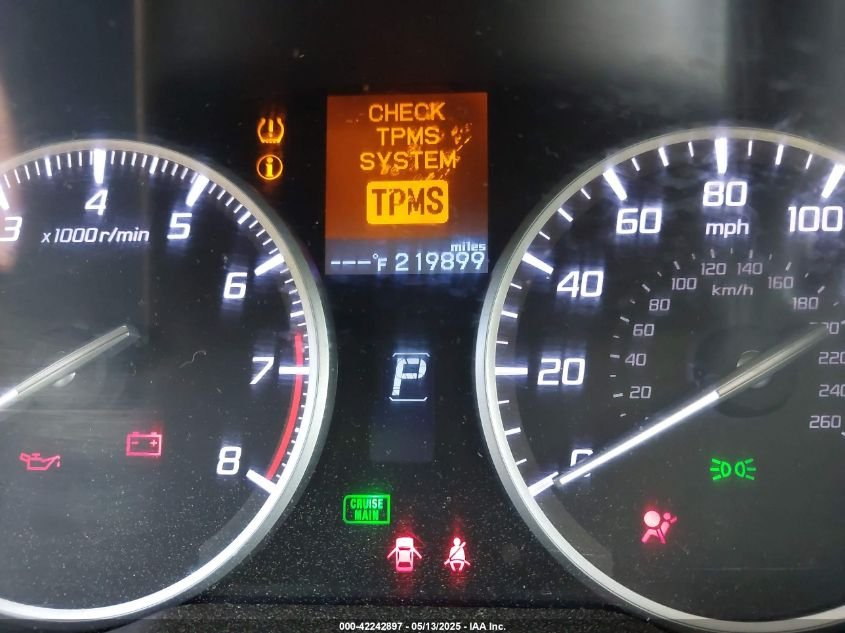 CHECK
TPMS
SYSTEM
TPMS
miles
---°F 219899
3 4 5 6 7 8
x1000r/min
0 20 40 60 80 100
mph
20 40 60 80 100 120 140 160 180 220 240 260
km/h
P
CRUISE
MAIN
000-42242897 - 05/13/2025 - IAA Inc.